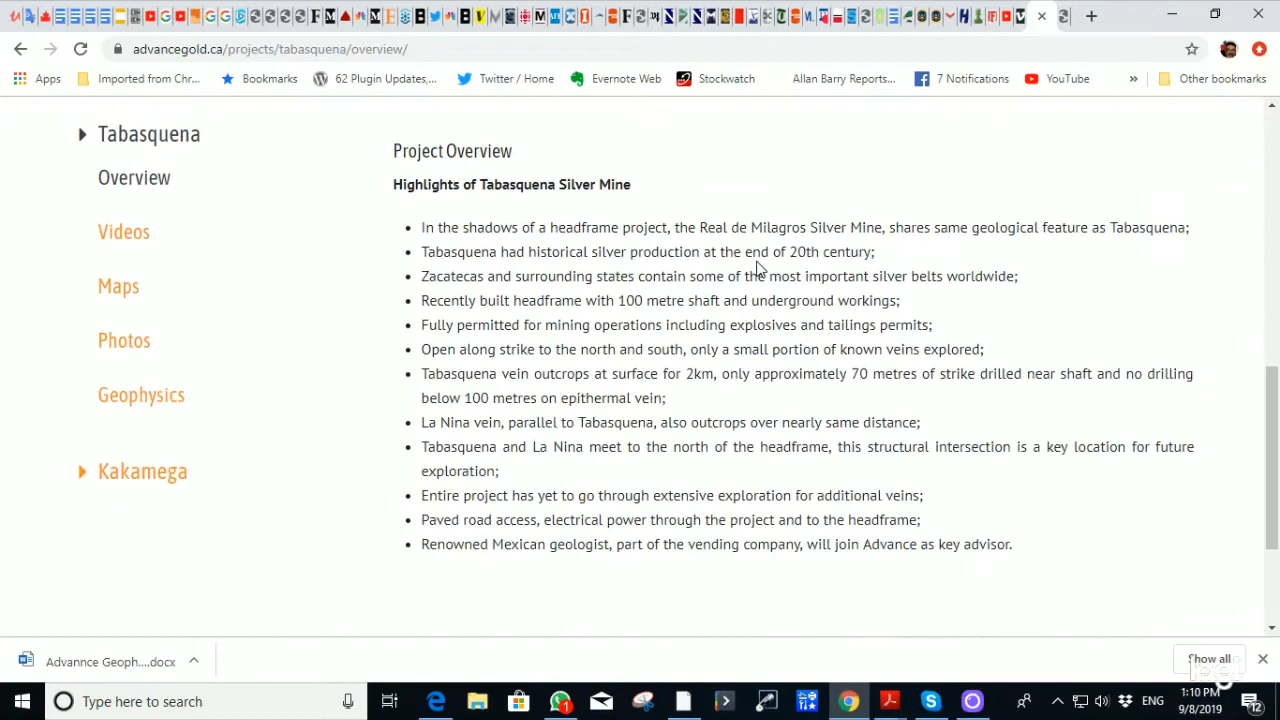 advancegold.ca/projects/tabasquena/overview/
Apps
Imported from Chr...
Bookmarks
62 Plugin Updates,...
Twitter / Home
Evernote Web
Stockwatch
Allan Barry Reports...
7 Notifications
YouTube
»
Other bookmarks
Tabasquena
Overview
Videos
Maps
Photos
Geophysics
Kakamega
Project Overview
Highlights of Tabasquena Silver Mine
• In the shadows of a headframe project, the Real de Milagros Silver Mine, shares same geological feature as Tabasquena;
• Tabasquena had historical silver production at the end of 20th century;
• Zacatecas and surrounding states contain some of the most important silver belts worldwide;
• Recently built headframe with 100 metre shaft and underground workings;
• Fully permitted for mining operations including explosives and tailings permits;
• Open along strike to the north and south, only a small portion of known veins explored;
• Tabasquena vein outcrops at surface for 2km, only approximately 70 metres of strike drilled near shaft and no drilling
below 100 metres on epithermal vein;
• La Nina vein, parallel to Tabasquena, also outcrops over nearly same distance;
• Tabasquena and La Nina meet to the north of the headframe, this structural intersection is a key location for future
exploration;
• Entire project has yet to go through extensive exploration for additional veins;
• Paved road access, electrical power through the project and to the headframe;
• Renowned Mexican geologist, part of the vending company, will join Advance as key advisor.
Advannce Geoph....docx
Show all
Type here to search
ENG
1:10 PM
9/8/2019
12